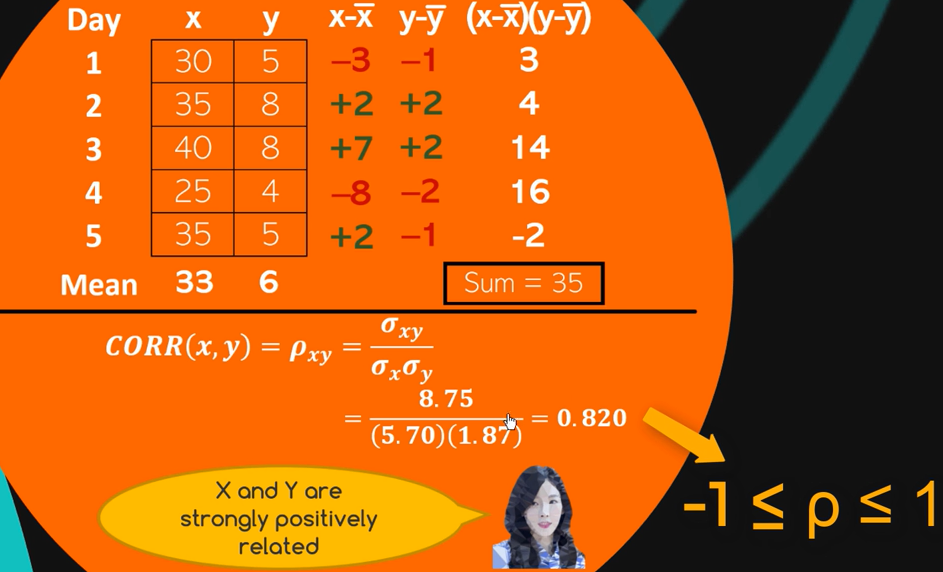 Day x y x-x̅ y-y̅ (x-x̅)(y-y̅)
1 30 5 –3 –1 3
2 35 8 +2 +2 4
3 40 8 +7 +2 14
4 25 4 –8 –2 16
5 35 5 +2 –1 -2
Mean 33 6 Sum = 35
CORR(x, y) = ρxy = σxy / σxσy
= 8.75 / (5.70)(1.87) = 0.820
-1 ≤ ρ ≤ 1
X and Y are
strongly positively
related